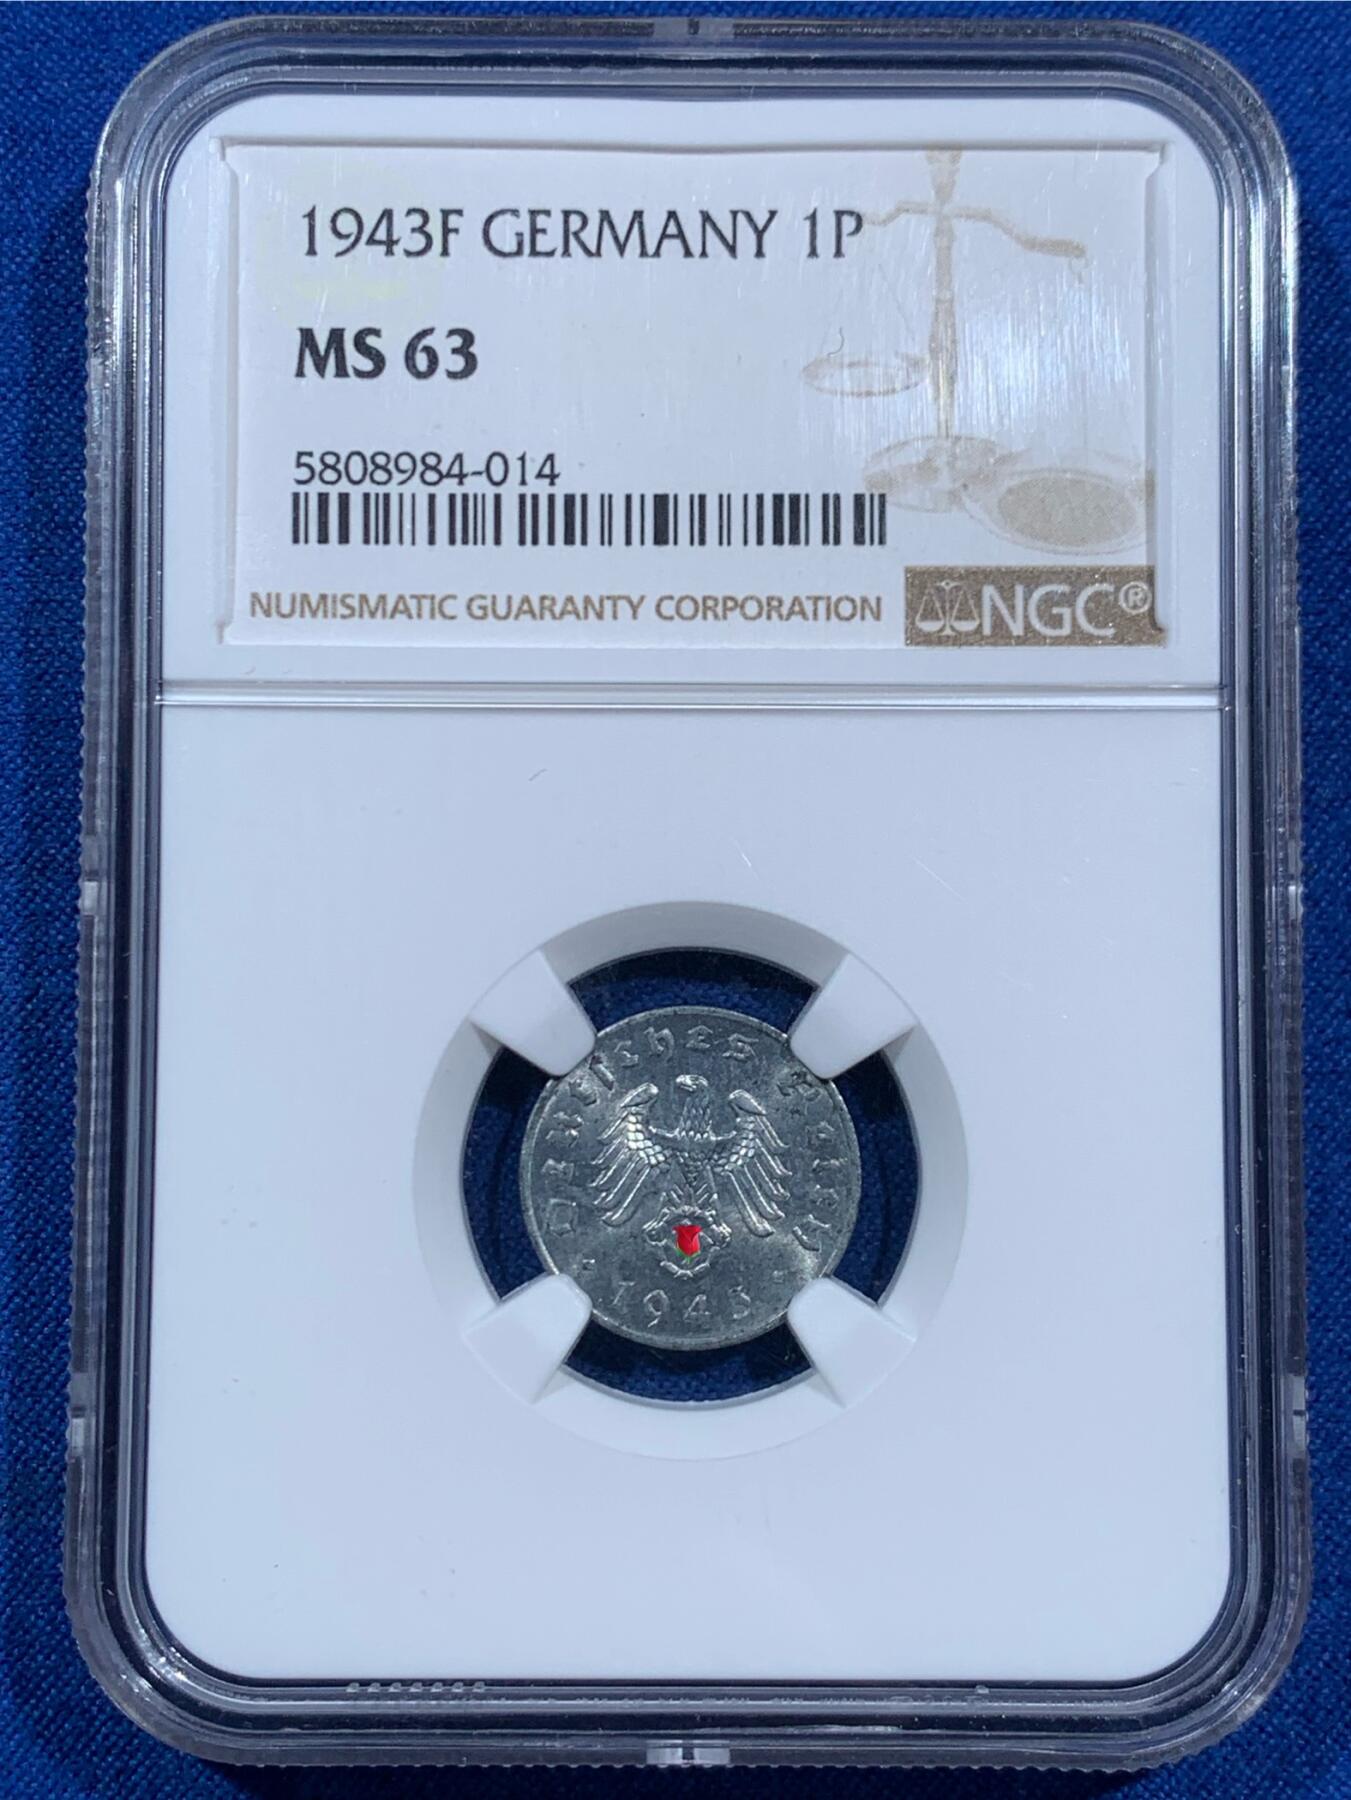 1943F GERMANY 1P
MS 63
5808984-014
NUMISMATIC GUARANTY CORPORATION
NGC®
Deutsches Reich
1943